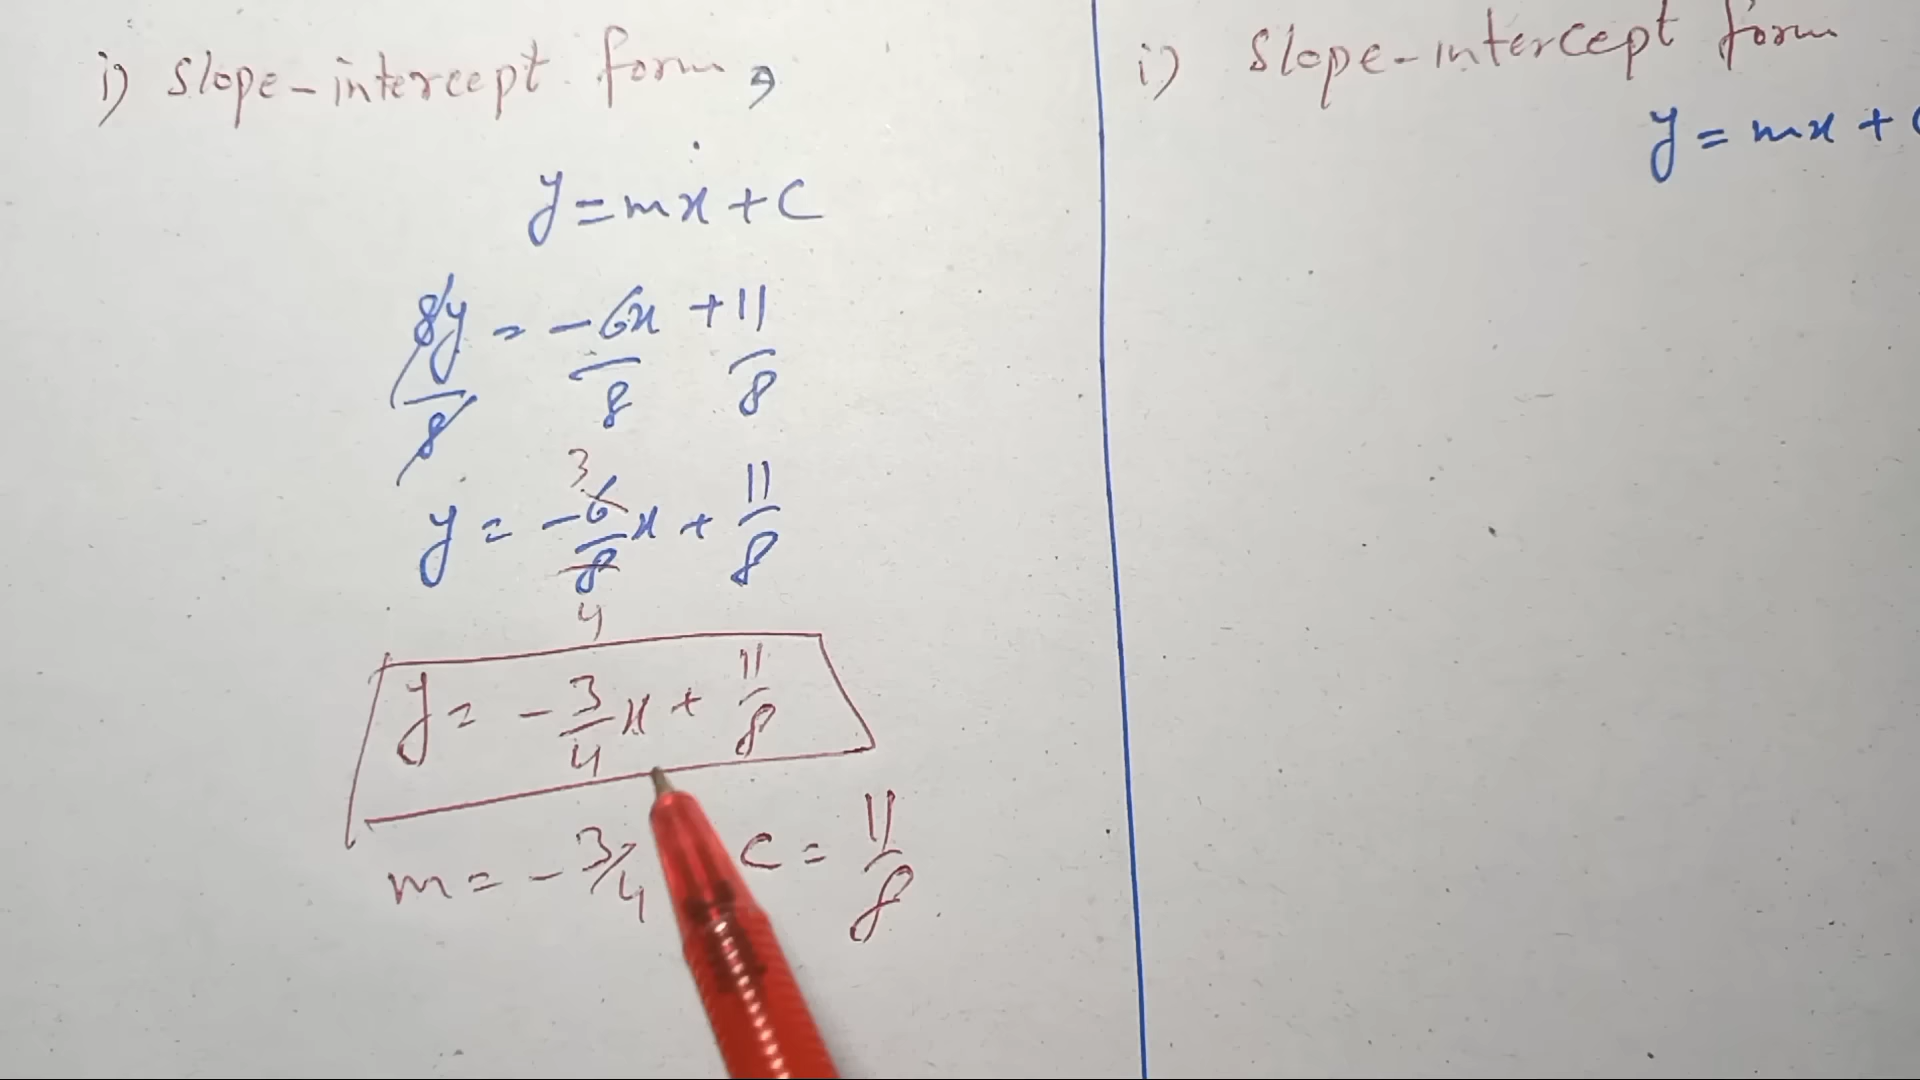 i) Slope-intercept form,
y = mx + c
8y/8 = -6x/8 + 11/8
y = -6/8 x + 11/8
3
4
y = -3/4 x + 11/8
m = -3/4 c = 11/8
i) Slope-intercept form
y = mx +